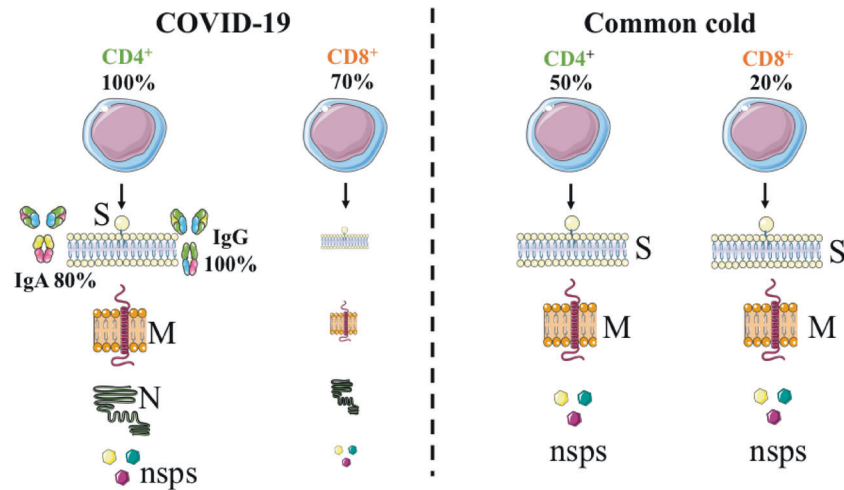 COVID-19
CD4+
100%
CD8+
70%
S
IgG
100%
IgA 80%
M
N
nsps
Common cold
CD4+
50%
CD8+
20%
S
S
M
M
nsps
nsps